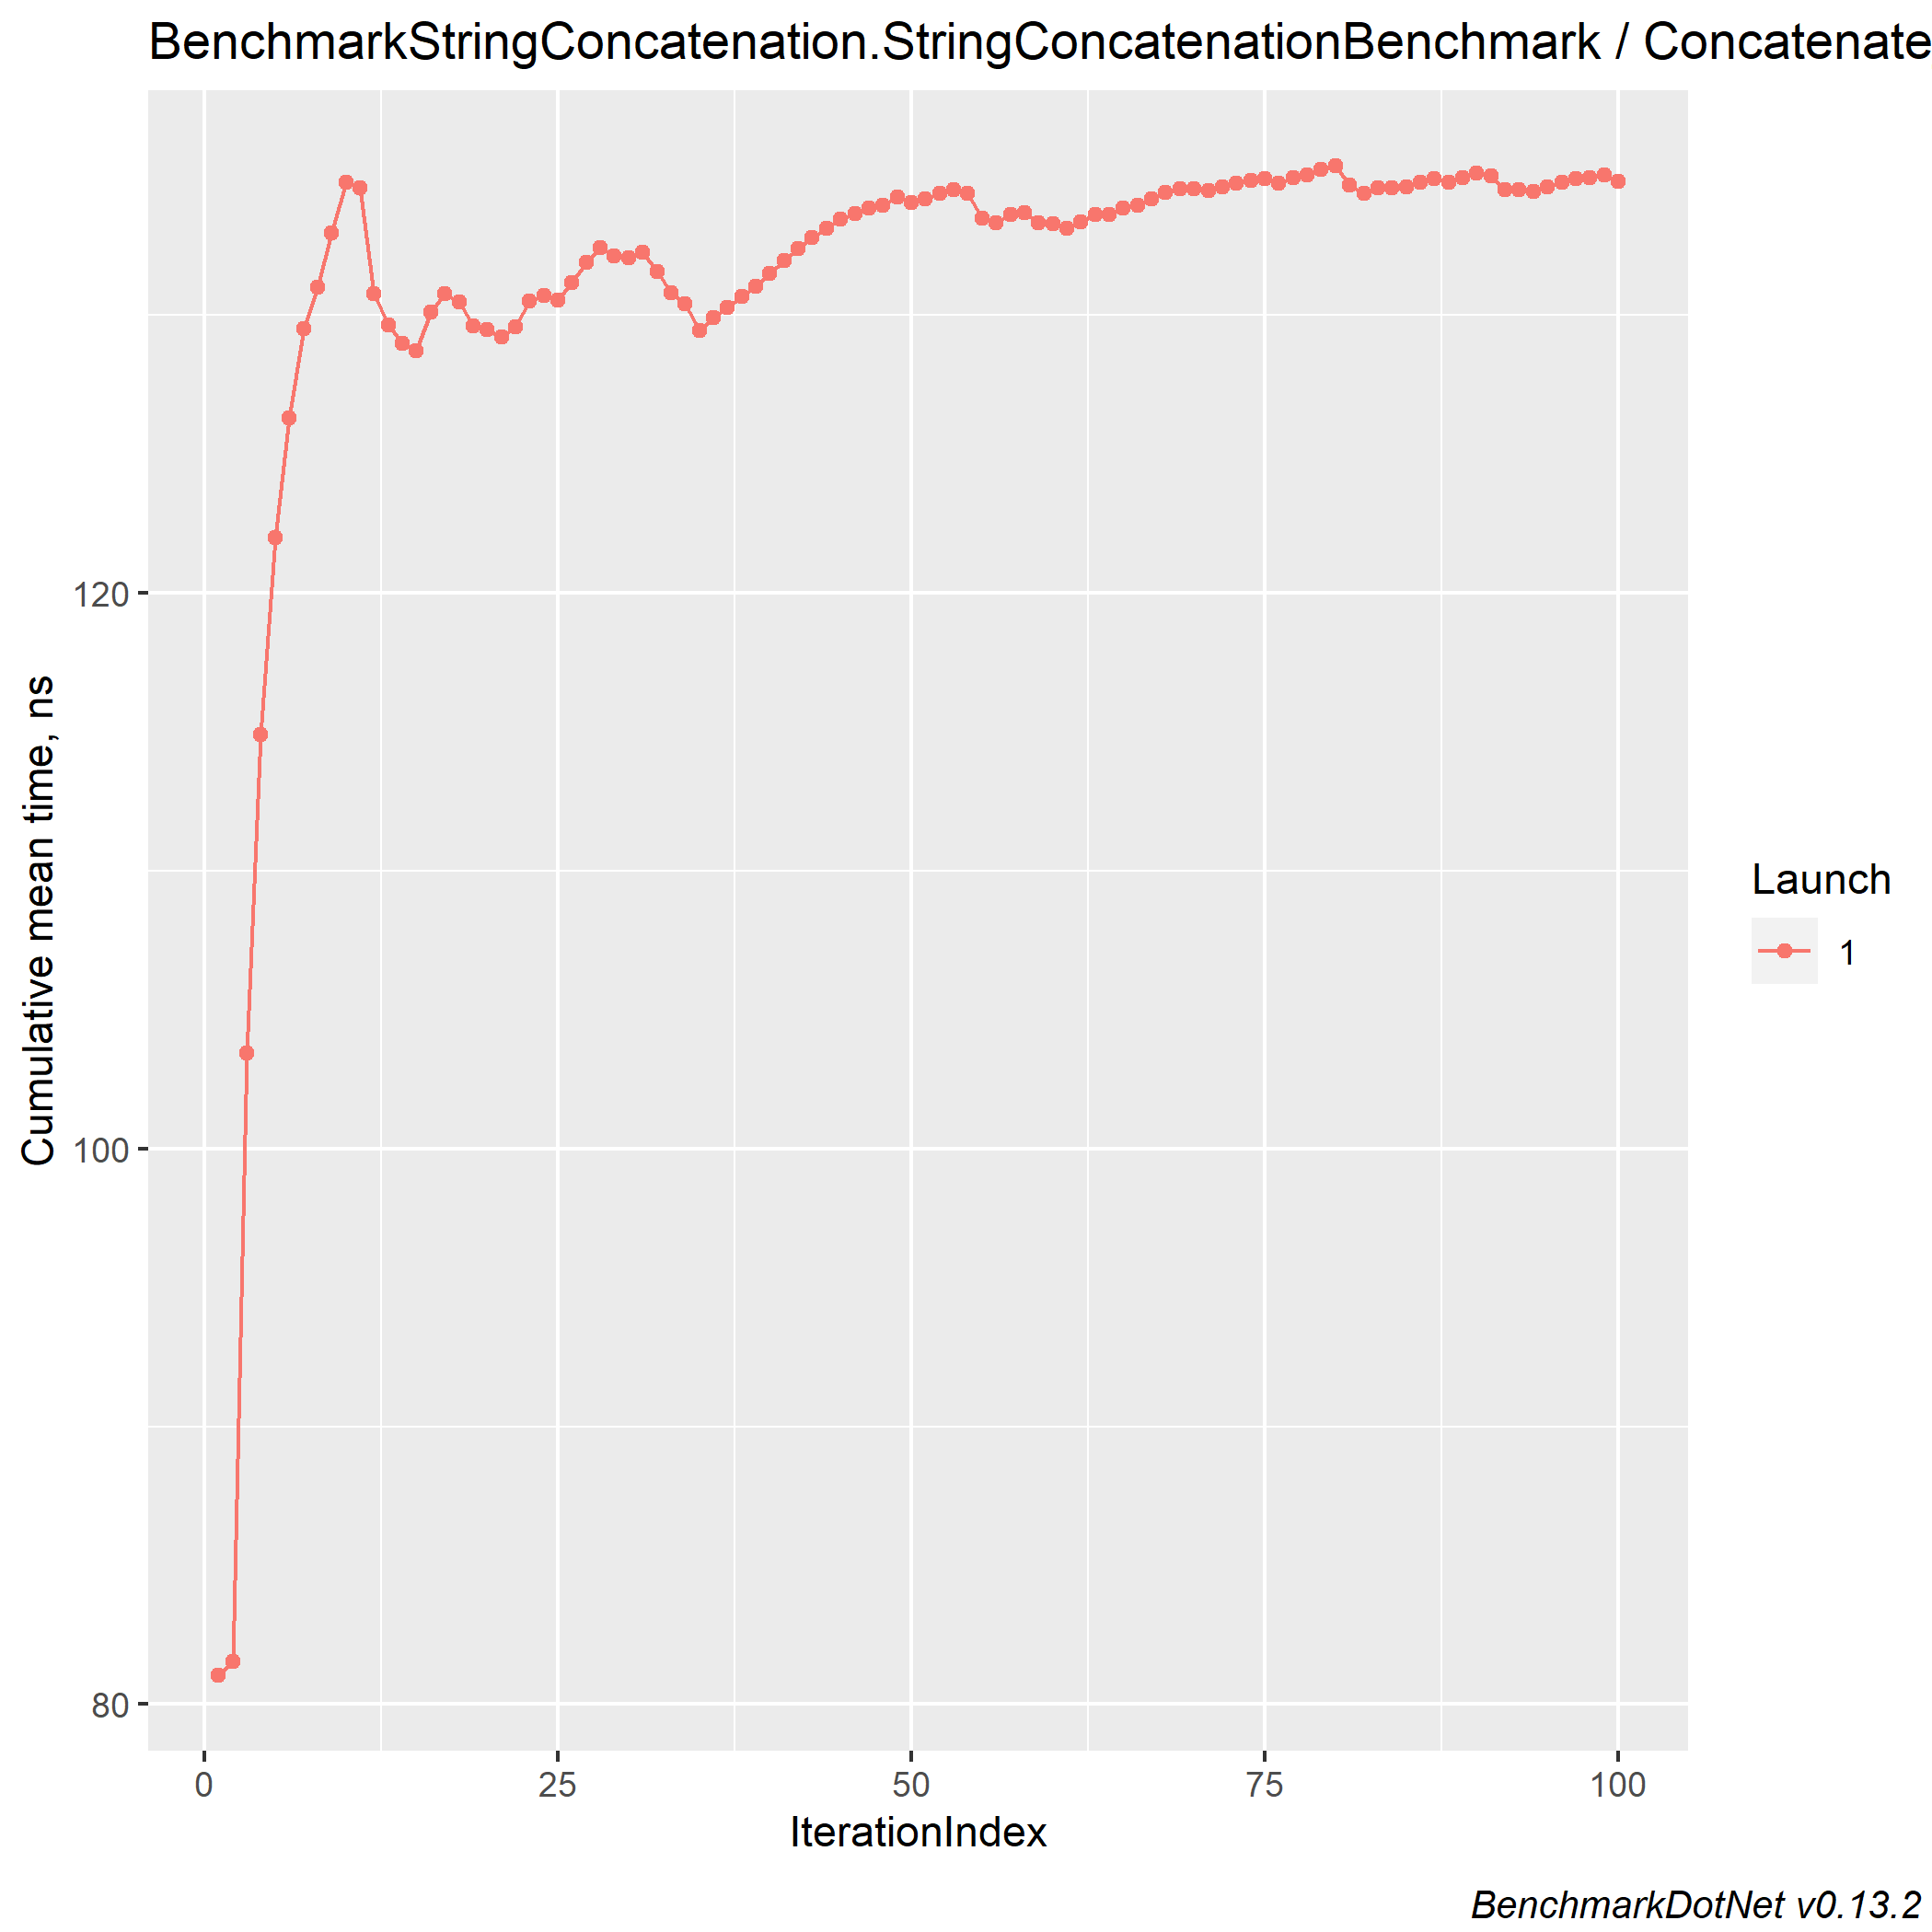 BenchmarkStringConcatenation.StringConcatenationBenchmark / Concatenate
Cumulative mean time, ns
120
100
80
0 25 50 75 100
IterationIndex
Launch
1
BenchmarkDotNet v0.13.2